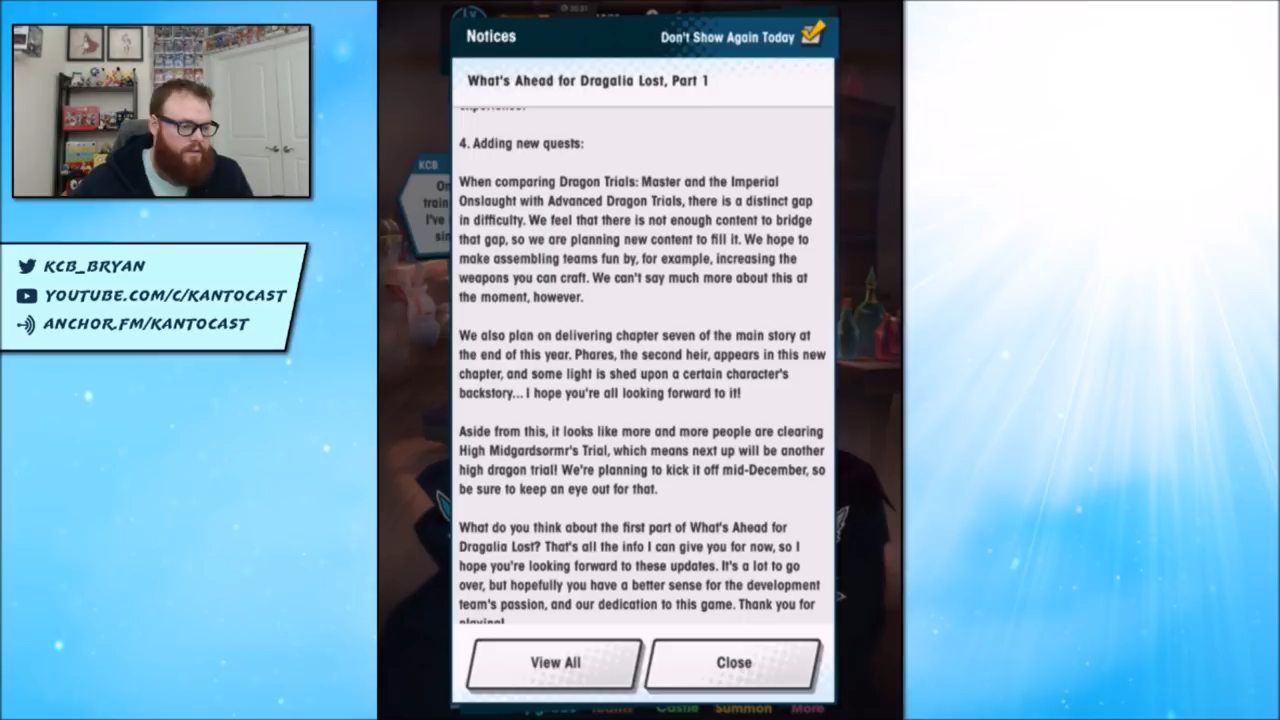 Notices
Don't Show Again Today
What's Ahead for Dragalia Lost, Part 1
4. Adding new quests:
When comparing Dragon Trials: Master and the Imperial
Onslaught with Advanced Dragon Trials, there is a distinct gap
in difficulty. We feel that there is not enough content to bridge
that gap, so we are planning new content to fill it. We hope to
make assembling teams fun by, for example, increasing the
weapons you can craft. We can't say much more about this at
the moment, however.
We also plan on delivering chapter seven of the main story at
the end of this year. Phares, the second heir, appears in this new
chapter, and some light is shed upon a certain character's
backstory... I hope you're all looking forward to it!
Aside from this, it looks like more and more people are clearing
High Midgardsormr's Trial, which means next up will be another
high dragon trial! We're planning to kick it off mid-December, so
be sure to keep an eye out for that.
What do you think about the first part of What's Ahead for
Dragalia Lost? That's all the info I can give you for now, so I
hope you're looking forward to these updates. It's a lot to go
over, but hopefully you have a better sense for the development
team's passion, and our dedication to this game. Thank you for
playing!
View All
Close
KCB
train
I've
KCB_BRYAN
YOUTUBE.COM/C/KANTOCAST
ANCHOR.FM/KANTOCAST
Castle
Summon
More